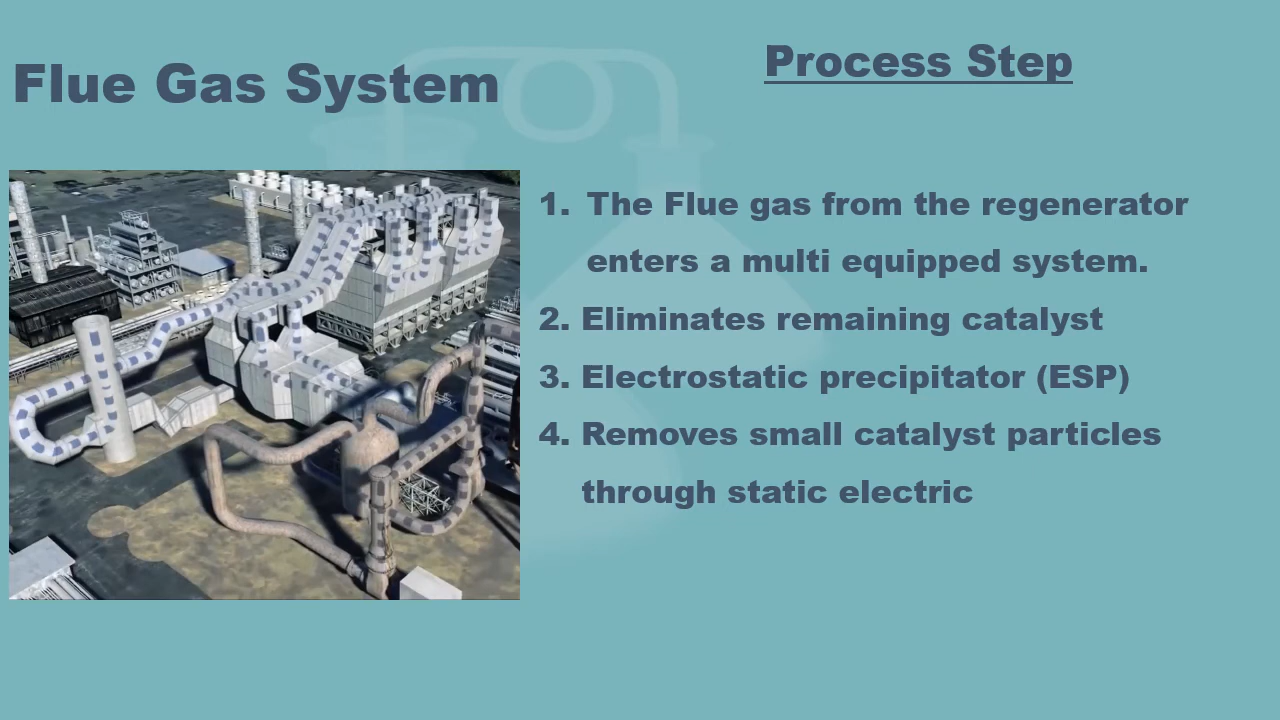 Flue Gas System
Process Step
1. The Flue gas from the regenerator
enters a multi equipped system.
2. Eliminates remaining catalyst
3. Electrostatic precipitator (ESP)
4. Removes small catalyst particles
through static electric